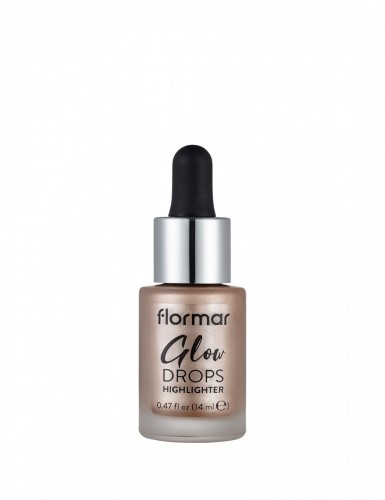 flormar
Glow
DROPS
HIGHLIGHTER
0.47 fl oz (14 ml ℮)